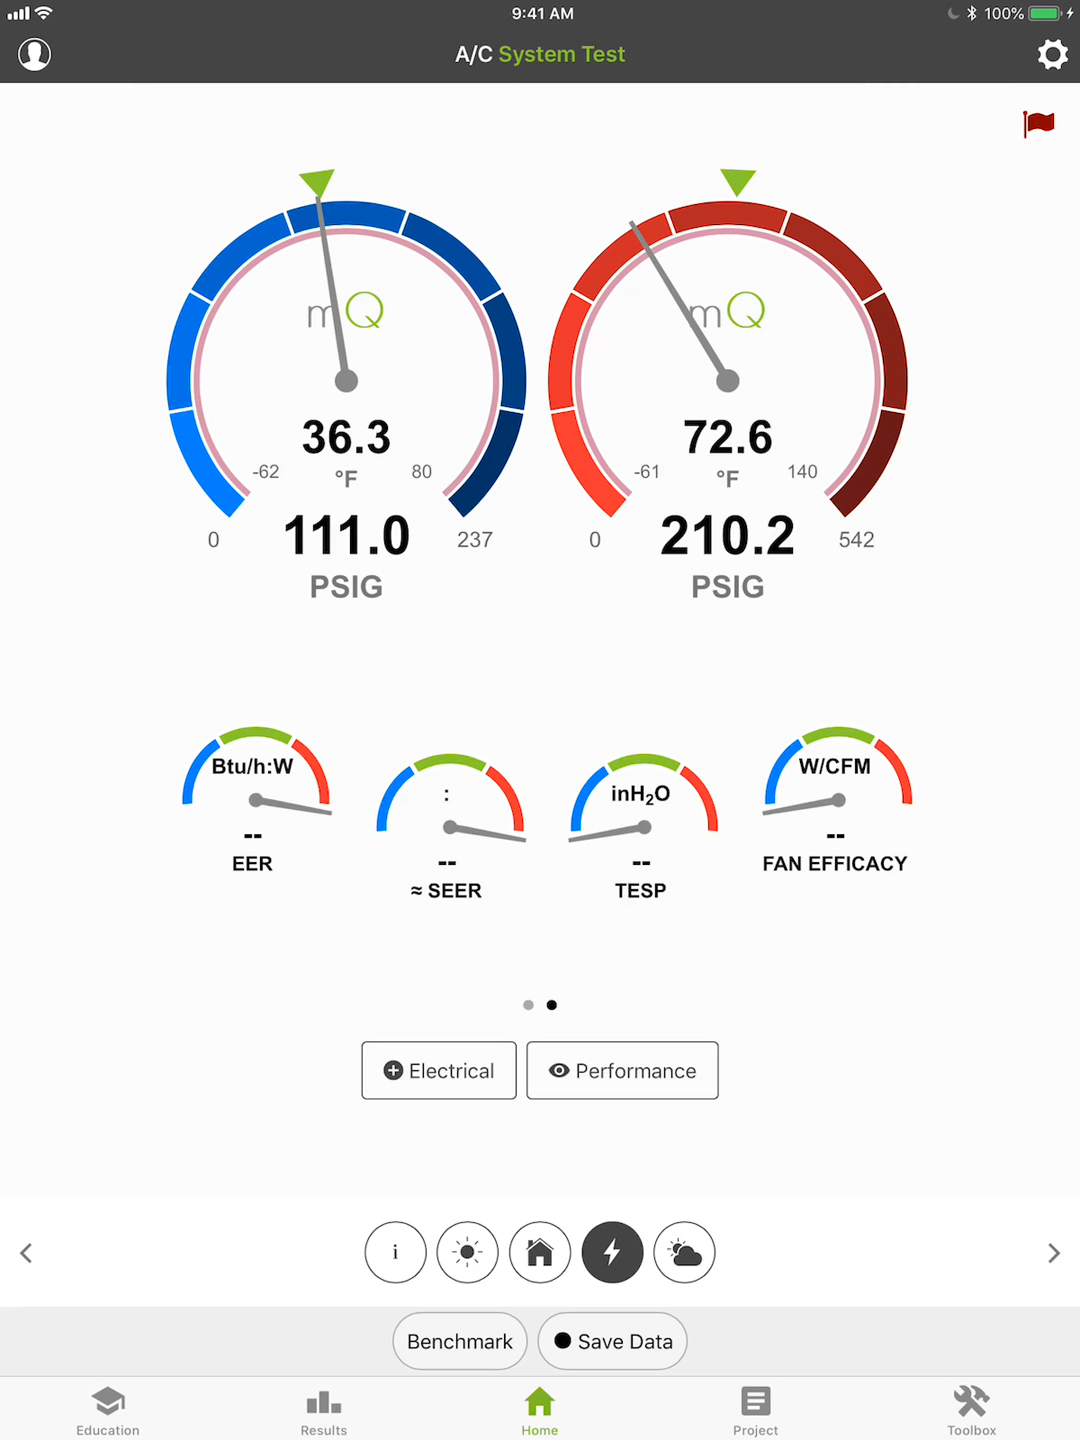 9:41 AM
100%
A/C System Test
mQ
mQ
36.3
72.6
-62
°F
80
-61
°F
140
0
111.0
237
0
210.2
542
PSIG
PSIG
Btu/h:W
:
inH₂O
W/CFM
--
--
--
--
EER
≈ SEER
TESP
FAN EFFICACY
Electrical
Performance
i
Benchmark
Save Data
Education
Results
Home
Project
Toolbox